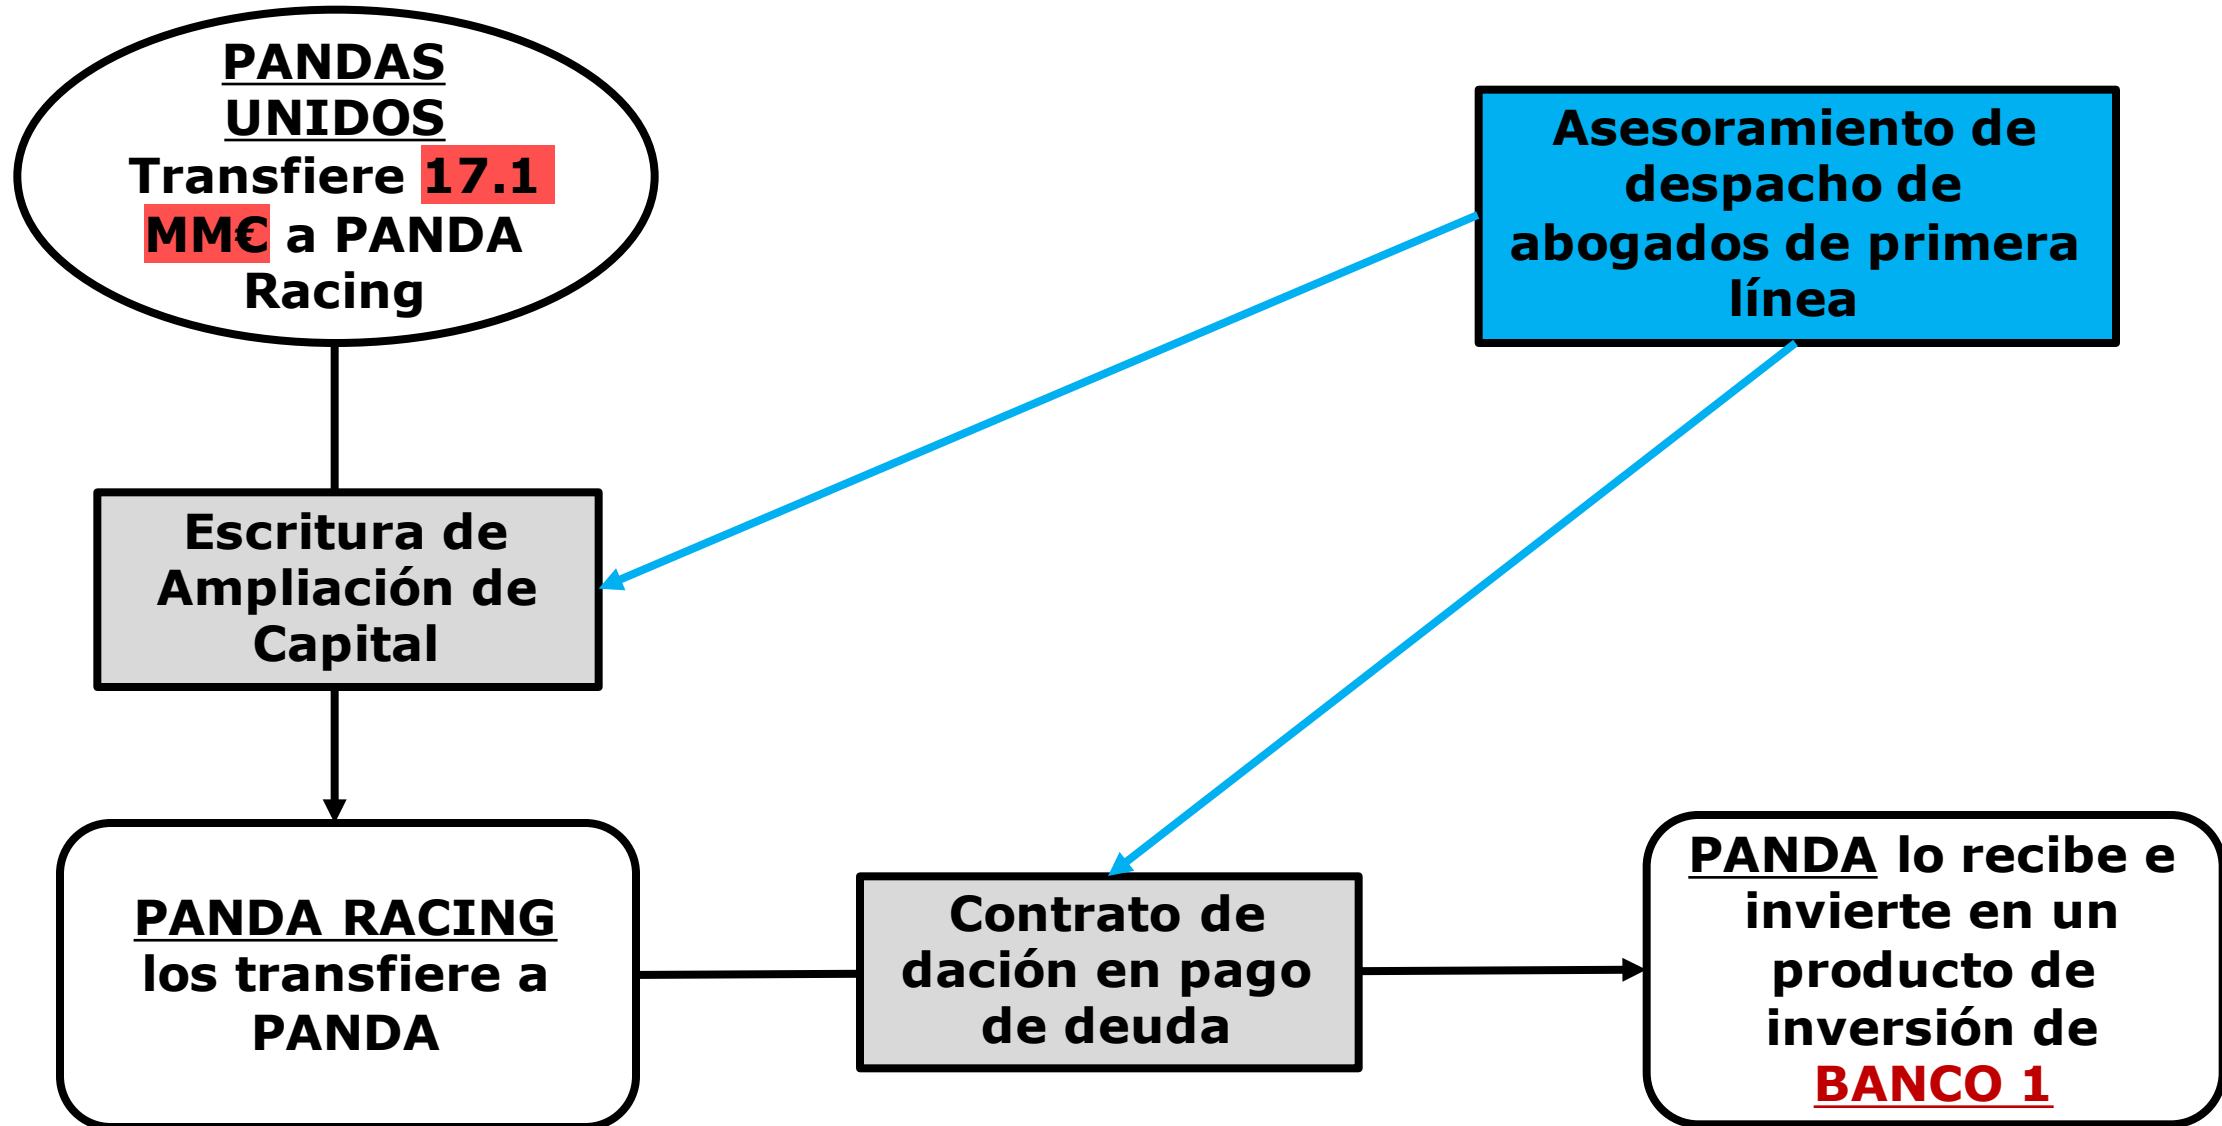 PANDAS
UNIDOS
Transfiere 17.1
MM€ a PANDA
Racing
Asesoramiento de
despacho de
abogados de primera
línea
Escritura de
Ampliación de
Capital
PANDA RACING
los transfiere a
PANDA
Contrato de
dación en pago
de deuda
PANDA lo recibe e
invierte en un
producto de
inversión de
BANCO 1